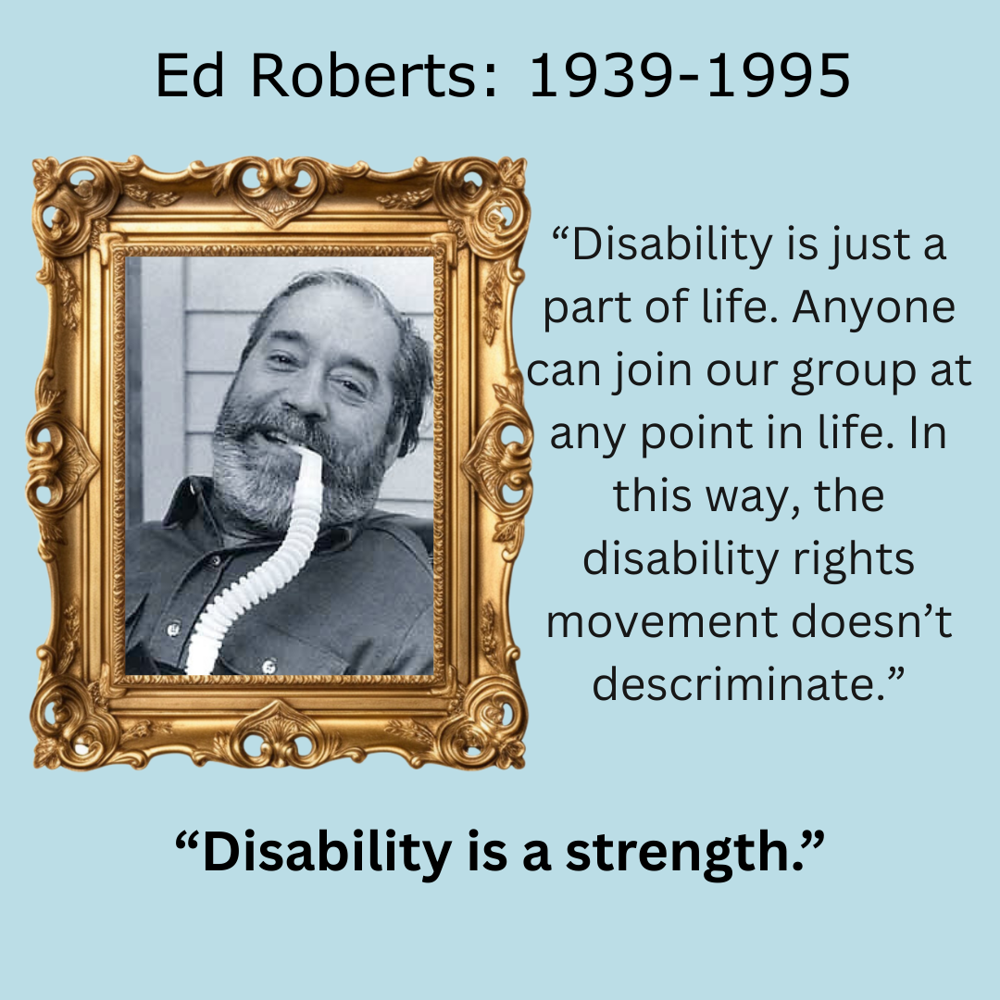 Ed Roberts: 1939-1995
“Disability is just a
part of life. Anyone
can join our group at
any point in life. In
this way, the
disability rights
movement doesn’t
descriminate.”
“Disability is a strength.”